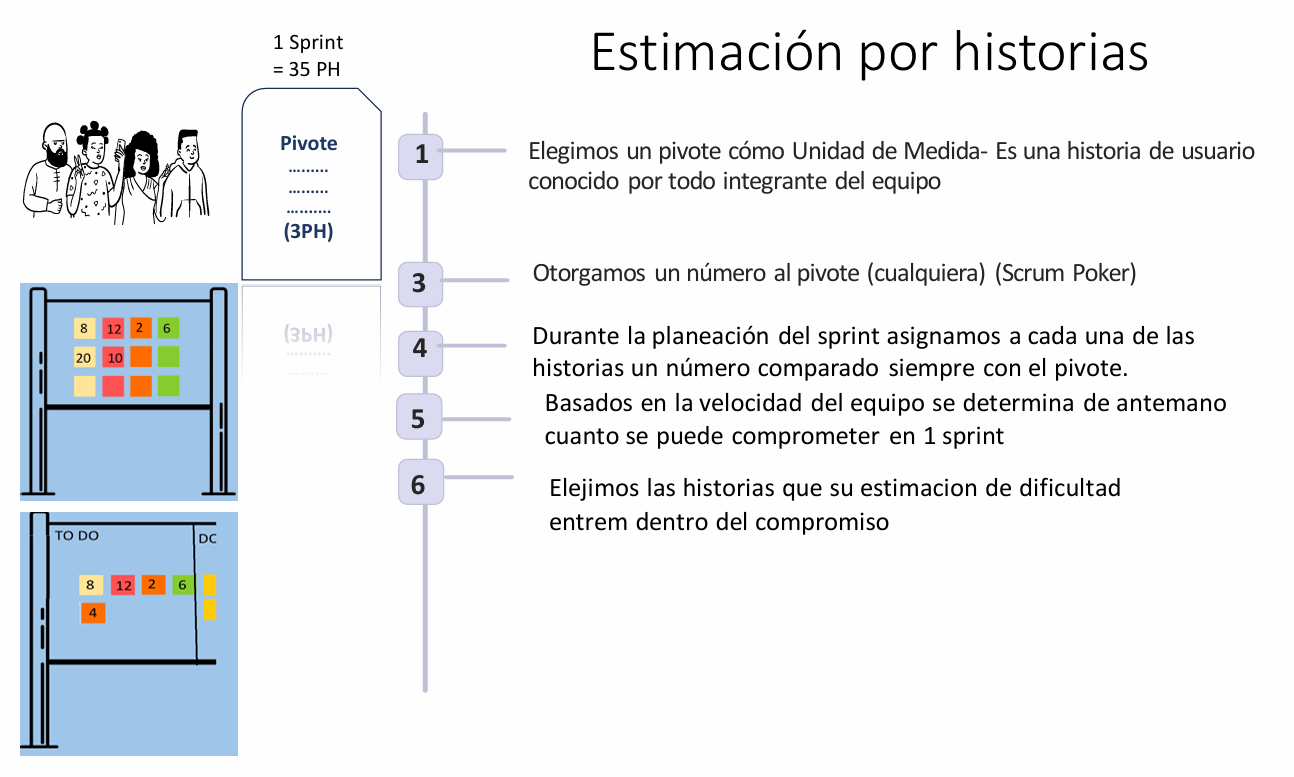 Estimación por historias
1 Sprint
= 35 PH
Pivote
.........
.........
..........
(3PH)
1
Elegimos un pivote cómo Unidad de Medida- Es una historia de usuario
conocido por todo integrante del equipo
3
Otorgamos un número al pivote (cualquiera) (Scrum Poker)
4
Durante la planeación del sprint asignamos a cada una de las
historias un número comparado siempre con el pivote.
5
Basados en la velocidad del equipo se determina de antemano
cuanto se puede comprometer en 1 sprint
6
Elejimos las historias que su estimacion de dificultad
entrem dentro del compromiso
8 12 2 6
20 10
TO DO DC
8 12 2 6
4